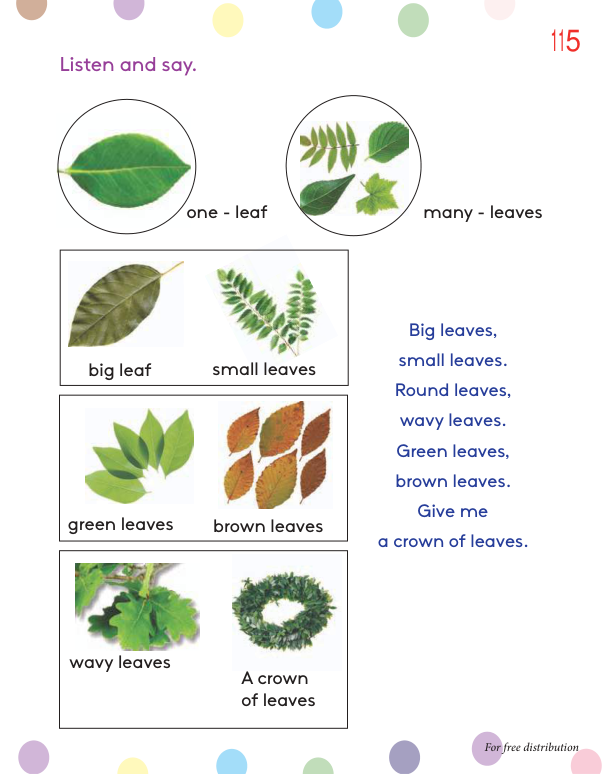 115
Listen and say.
one - leaf
many - leaves
big leaf
small leaves
green leaves
brown leaves
wavy leaves
A crown
of leaves
Big leaves,
small leaves.
Round leaves,
wavy leaves.
Green leaves,
brown leaves.
Give me
a crown of leaves.
For free distribution